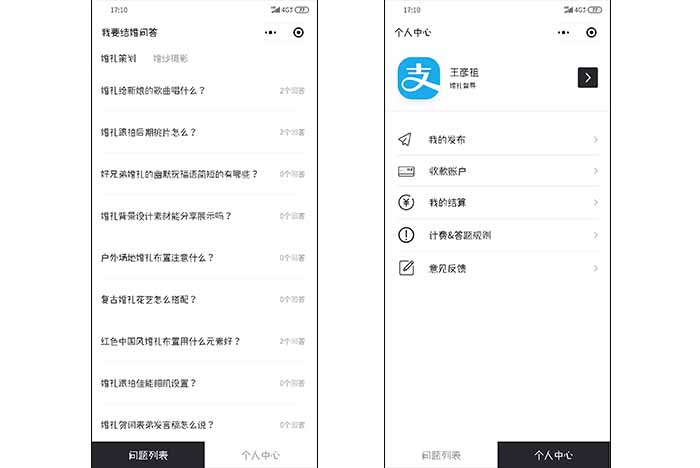 17:10
4G
77
我要结婚问答
婚礼策划 婚纱摄影
婚礼给新娘的歌曲唱什么？ 2个回答
婚礼跟拍后期挑片怎么？ 2个回答
好兄弟婚礼的幽默祝福语简短的有哪些？ 0个回答
婚礼背景设计素材能分享展示吗？ 0个回答
户外场地婚礼布置注意什么？ 0个回答
复古婚礼花艺怎么搭配？ 0个回答
红色中国风婚礼布置用什么元素好？ 2个回答
婚礼跟拍佳能相机设置？ 0个回答
婚礼贺词表弟发言稿怎么说？ 0个回答
问题列表 个人中心
17:10
4G
77
个人中心
支
王彦祖
婚礼督导
我的发布
收款账户
我的结算
计费&答题规则
意见反馈
问题列表 个人中心